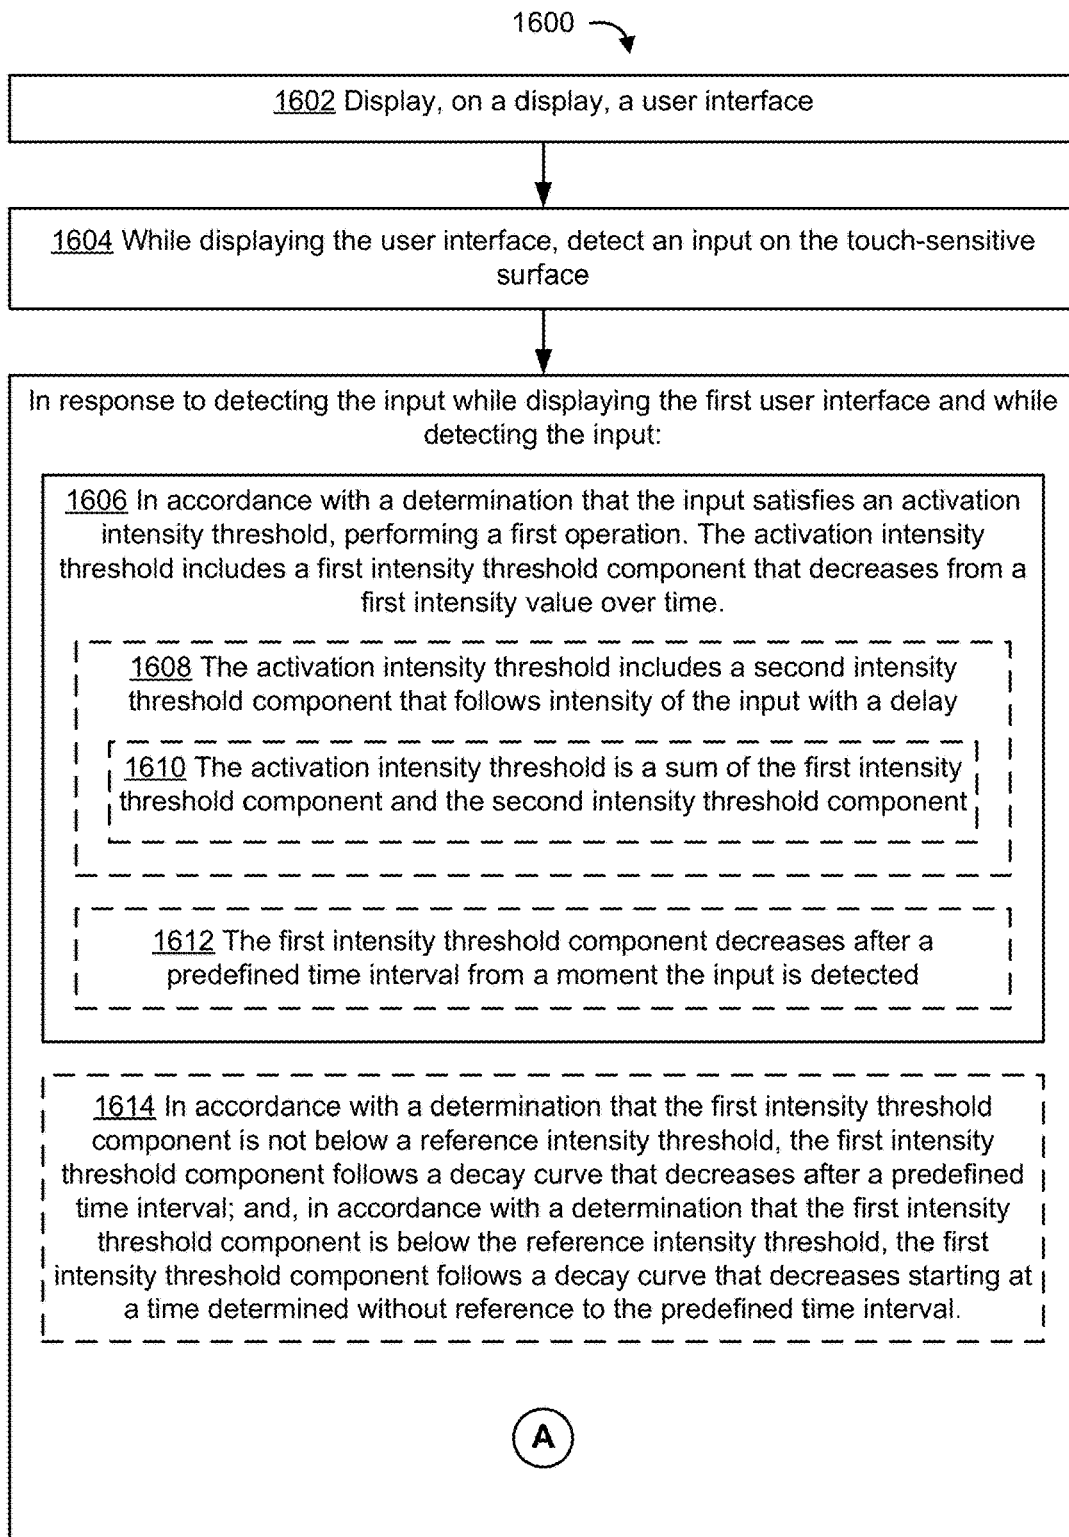 1600
1602 Display, on a display, a user interface
1604 While displaying the user interface, detect an input on the touch-sensitive
surface
In response to detecting the input while displaying the first user interface and while
detecting the input:
1606 In accordance with a determination that the input satisfies an activation
intensity threshold, performing a first operation. The activation intensity
threshold includes a first intensity threshold component that decreases from a
first intensity value over time.
1608 The activation intensity threshold includes a second intensity
threshold component that follows intensity of the input with a delay
1610 The activation intensity threshold is a sum of the first intensity
threshold component and the second intensity threshold component
1612 The first intensity threshold component decreases after a
predefined time interval from a moment the input is detected
1614 In accordance with a determination that the first intensity threshold
component is not below a reference intensity threshold, the first intensity
threshold component follows a decay curve that decreases after a predefined
time interval; and, in accordance with a determination that the first intensity
threshold component is below the reference intensity threshold, the first
intensity threshold component follows a decay curve that decreases starting at
a time determined without reference to the predefined time interval.
A